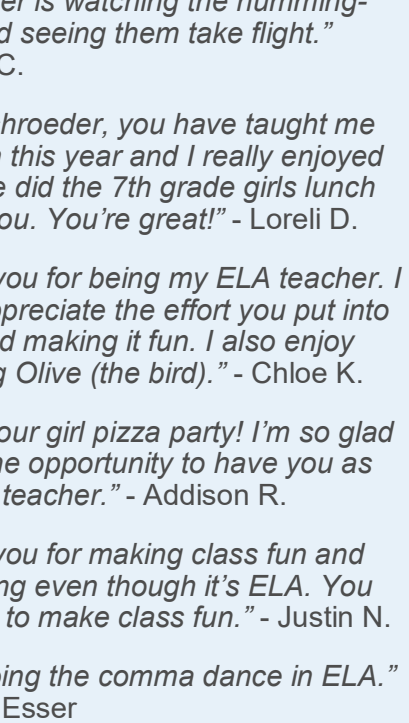 er is watching the humming-
d seeing them take flight.”
C.
hroeder, you have taught me
this year and I really enjoyed
e did the 7th grade girls lunch
ou. You’re great!” - Loreli D.
you for being my ELA teacher. I
preciate the effort you put into
d making it fun. I also enjoy
g Olive (the bird).” - Chloe K.
our girl pizza party! I’m so glad
he opportunity to have you as
teacher.” - Addison R.
you for making class fun and
ng even though it’s ELA. You
to make class fun.” - Justin N.
oing the comma dance in ELA.”
Esser